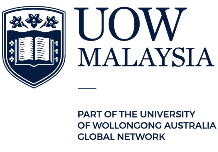 UOW
MALAYSIA
PART OF THE UNIVERSITY
OF WOLLONGONG AUSTRALIA
GLOBAL NETWORK